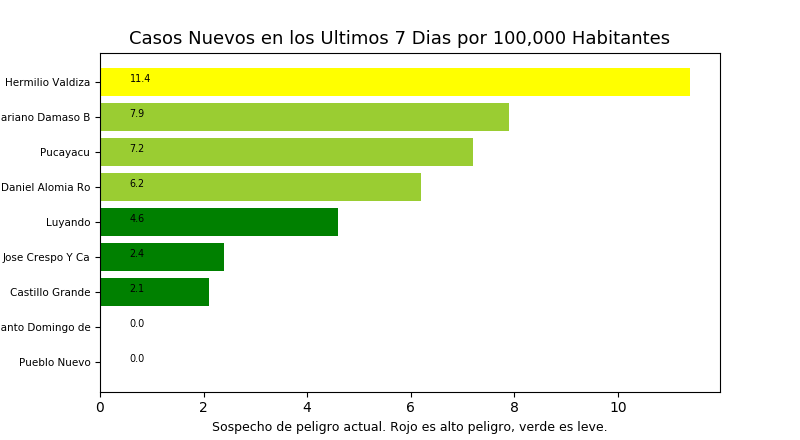 Casos Nuevos en los Ultimos 7 Dias por 100,000 Habitantes
Hermilio Valdiza 11.4
ariano Damaso B 7.9
Pucayacu 7.2
Daniel Alomia Ro 6.2
Luyando 4.6
Jose Crespo Y Ca 2.4
Castillo Grande 2.1
anto Domingo de 0.0
Pueblo Nuevo 0.0
0 2 4 6 8 10
Sospecho de peligro actual. Rojo es alto peligro, verde es leve.